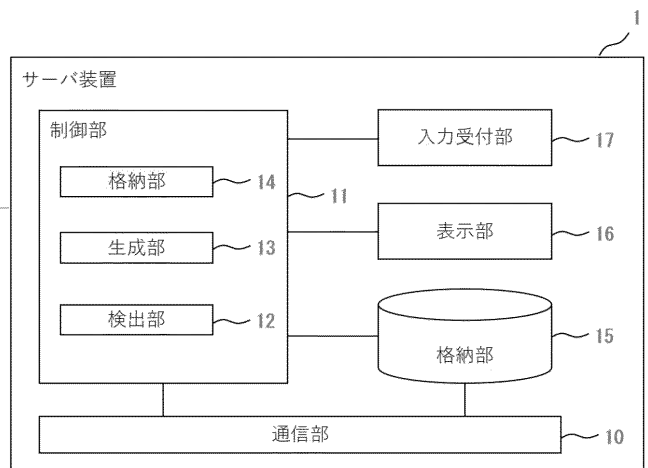 1
サーバ装置
制御部
入力受付部
17
格納部
14
11
表示部
16
生成部
13
検出部
12
格納部
15
通信部
10